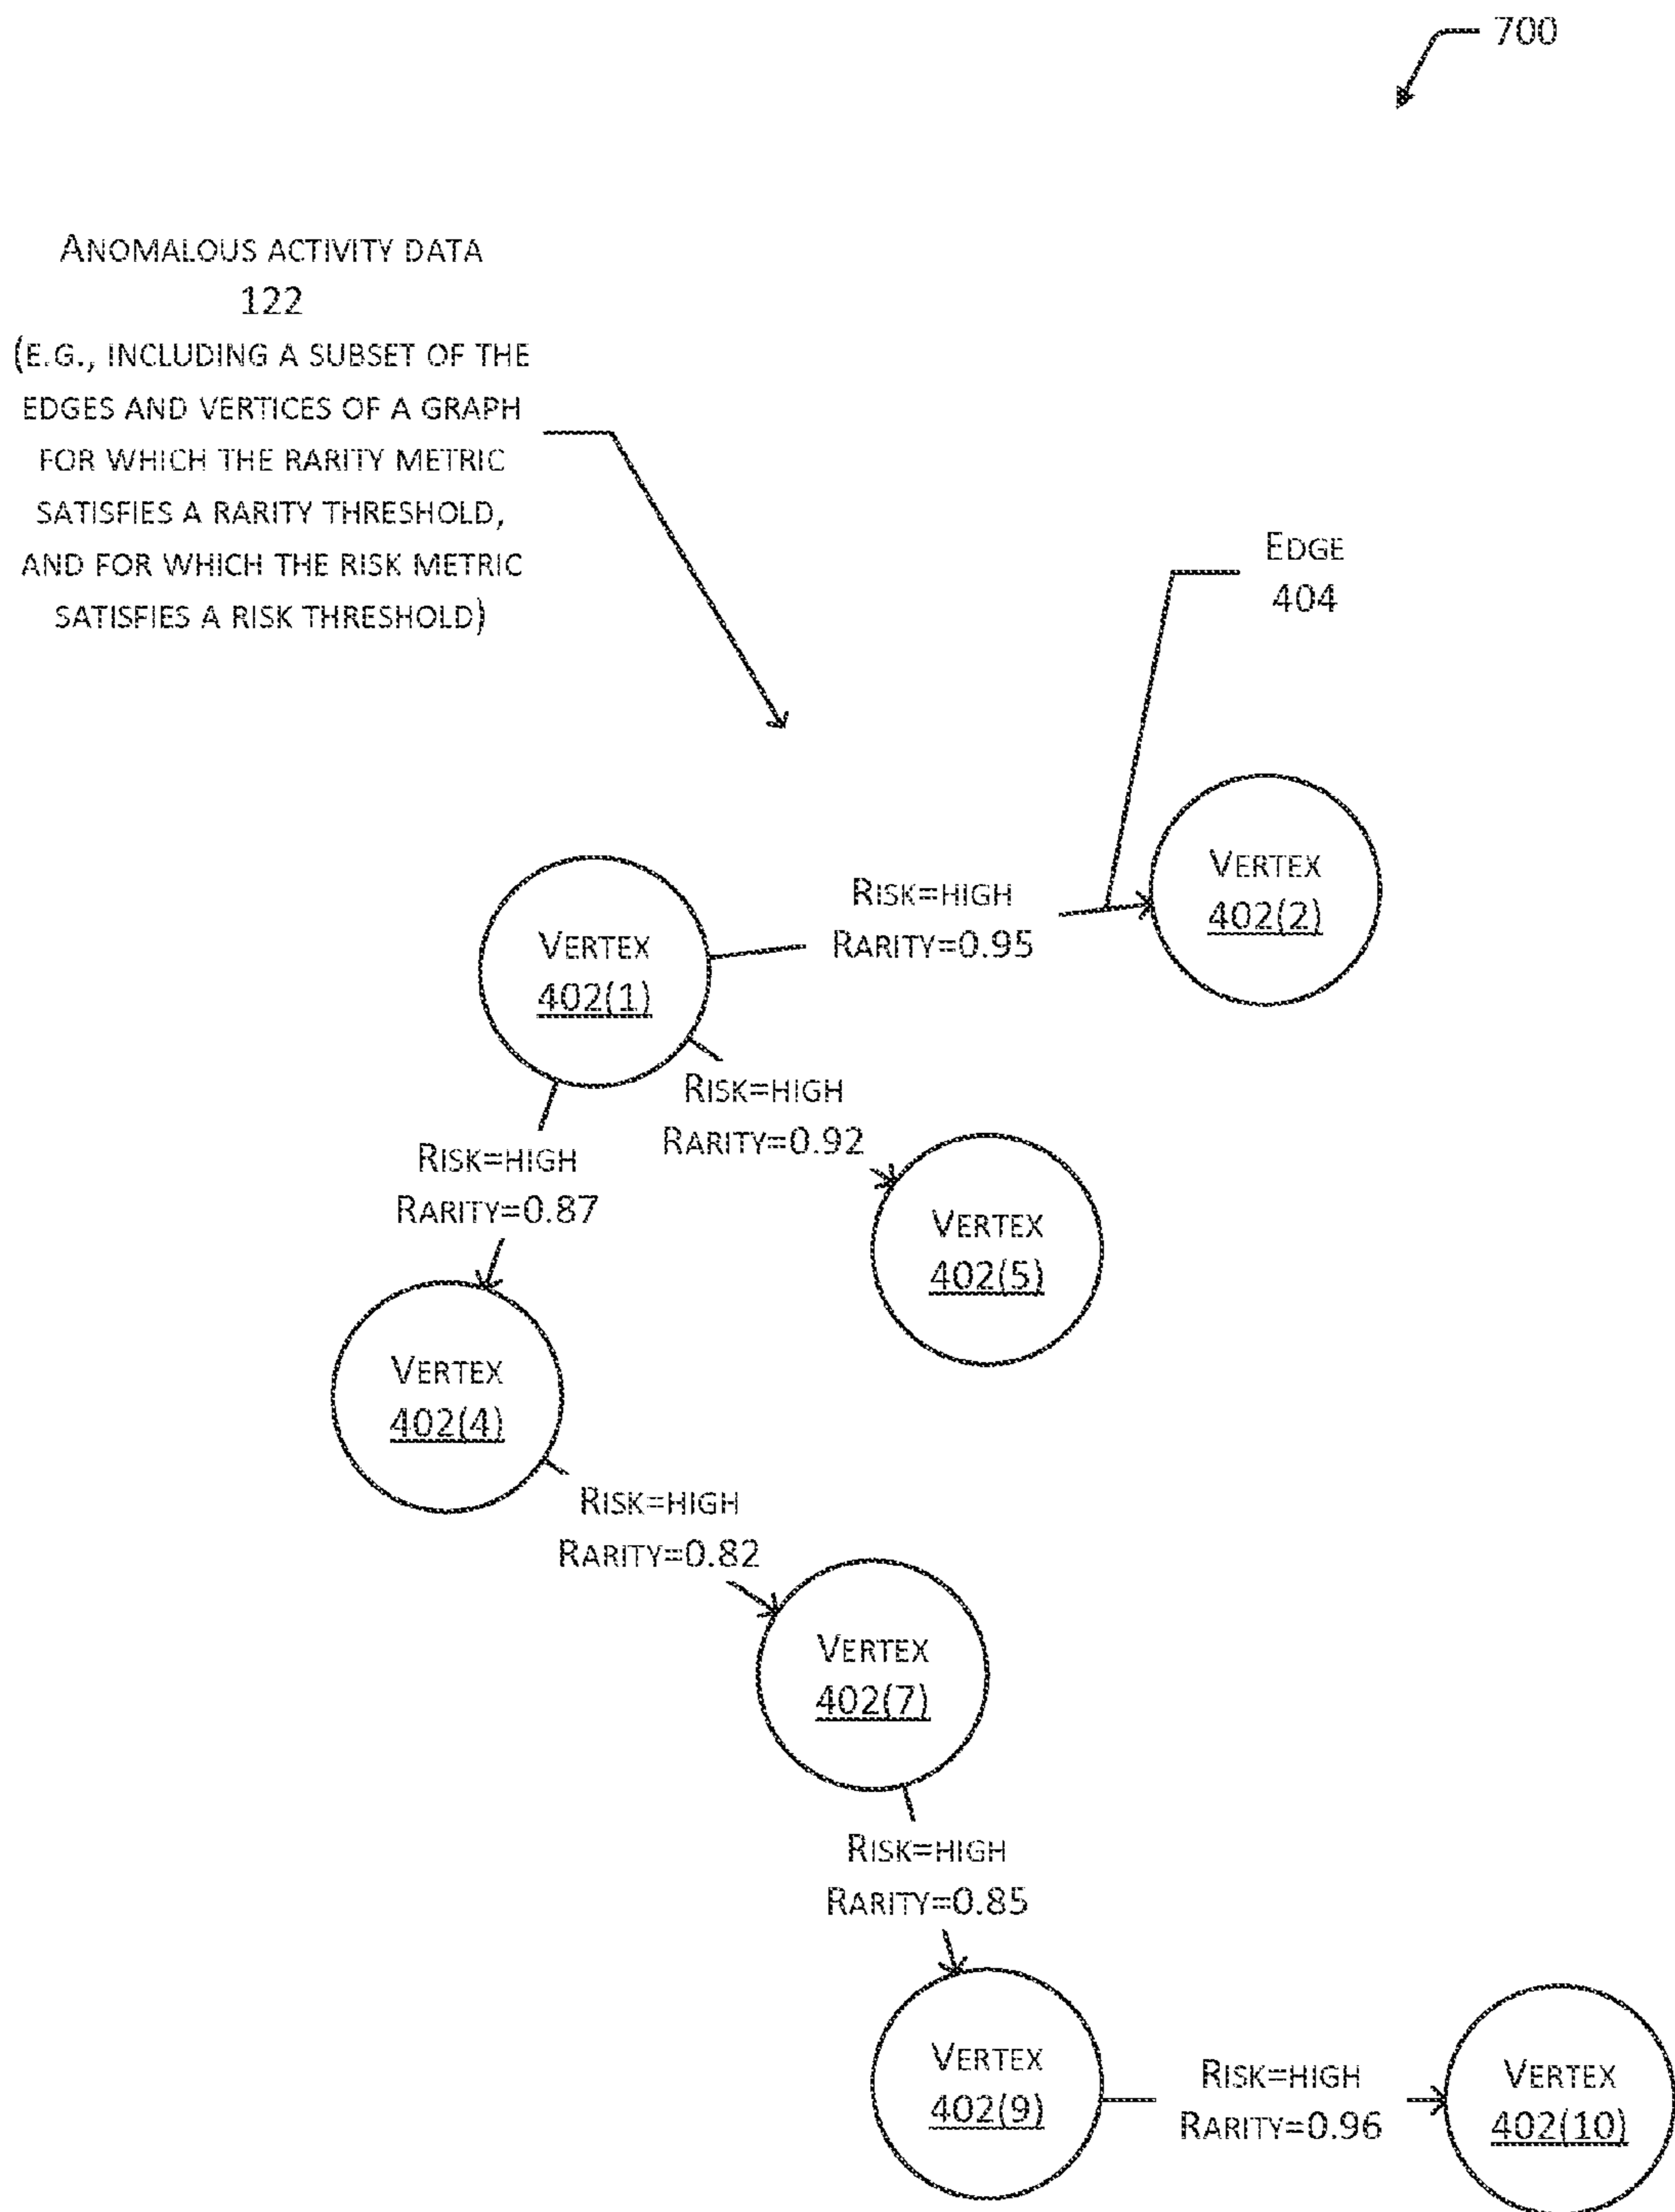 700
ANOMALOUS ACTIVITY DATA
122
(E.G., INCLUDING A SUBSET OF THE
EDGES AND VERTICES OF A GRAPH
FOR WHICH THE RARITY METRIC
SATISFIES A RARITY THRESHOLD,
AND FOR WHICH THE RISK METRIC
SATISFIES A RISK THRESHOLD)
EDGE
404
VERTEX
402(2)
RISK=HIGH
RARITY=0.95
VERTEX
402(1)
RISK=HIGH
RARITY=0.92
RISK=HIGH
RARITY=0.87
VERTEX
402(5)
VERTEX
402(4)
RISK=HIGH
RARITY=0.82
VERTEX
402(7)
RISK=HIGH
RARITY=0.85
VERTEX
402(9)
RISK=HIGH
RARITY=0.96
VERTEX
402(10)